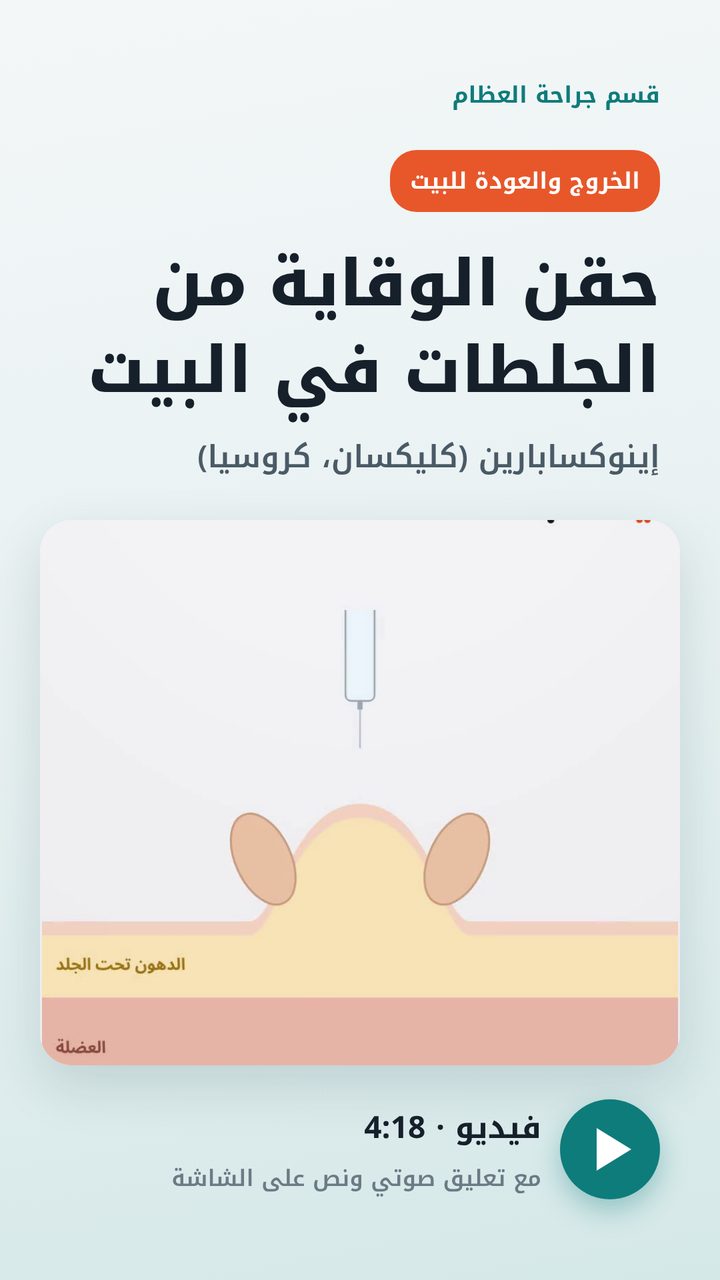 قسم جراحة العظام
الخروج والعودة للبيت
حقن الوقاية من
الجلطات في البيت
إينوكسابارين (كليكسان، كروسيا)
الدهون تحت الجلد
العضلة
فيديو · 4:18
مع تعليق صوتي ونص على الشاشة